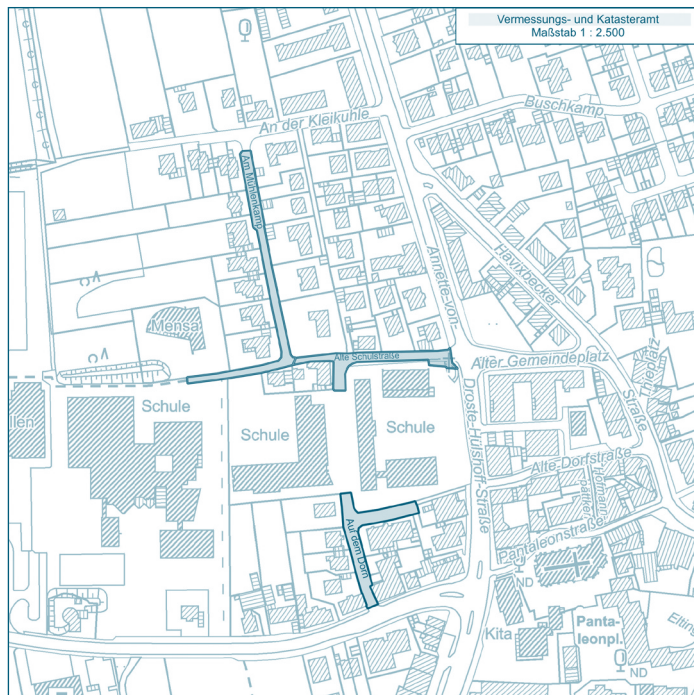 Vermessungs- und Katasteramt
Maßstab 1 : 2.500
An der Kleikuhle
Buschkamp
Am Mühlenkamp
Annette-von-
Havixbecker
Mensa
Alte Schulstraße
Alter Gemeindeplatz
Thieplatz
Droste-Hülshoff-Straße
Straße
Schule
Schule
Schule
Alte Dorfstraße
Auf dem Dorn
Pantaleonstraße
ND
Kita
Panta-
leonpl.
ND